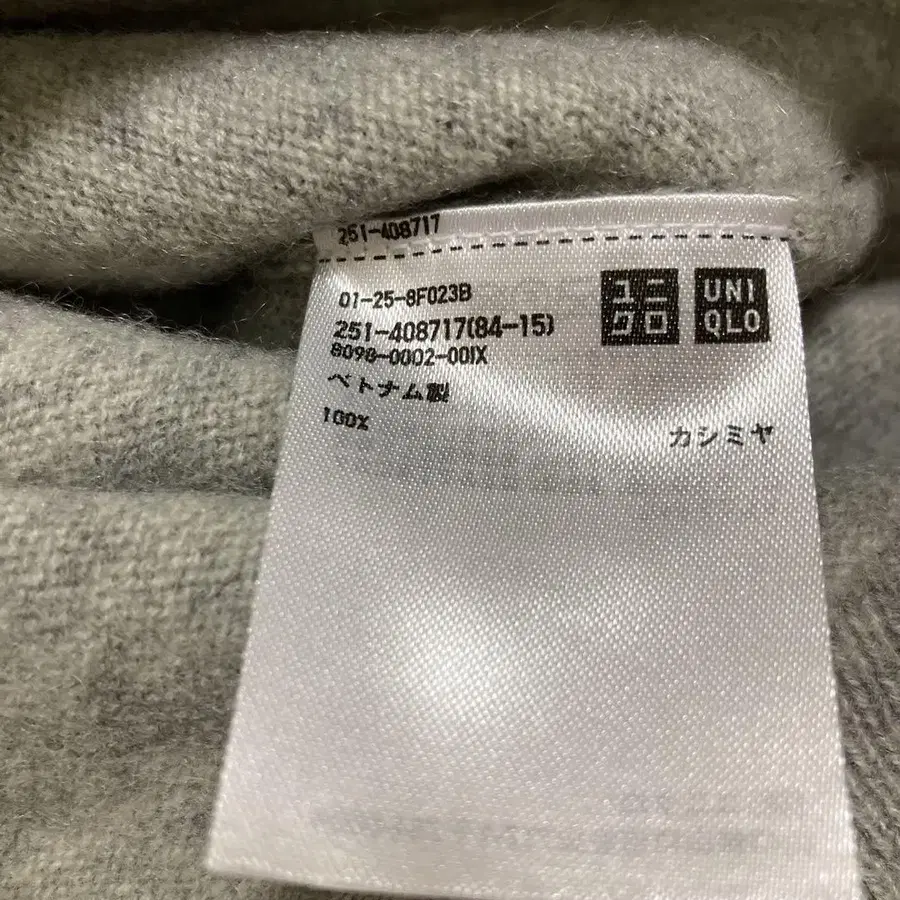 251-408717
01-25-8F023B
251-408717(84-15)
8098-0002-00IX
ベトナム製
100% カシミヤ
ユニ
クロ
UNI
QLO